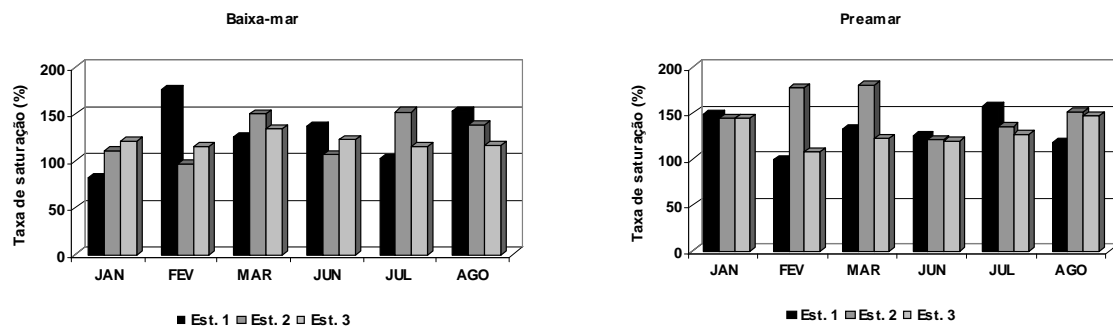 Baixa-mar
Taxa de saturação (%)
200
150
100
50
0
JAN FEV MAR JUN JUL AGO
Est. 1 Est. 2 Est. 3
Preamar
Taxa de saturação (%)
200
150
100
50
0
JAN FEV MAR JUN JUL AGO
Est. 1 Est. 2 Est. 3